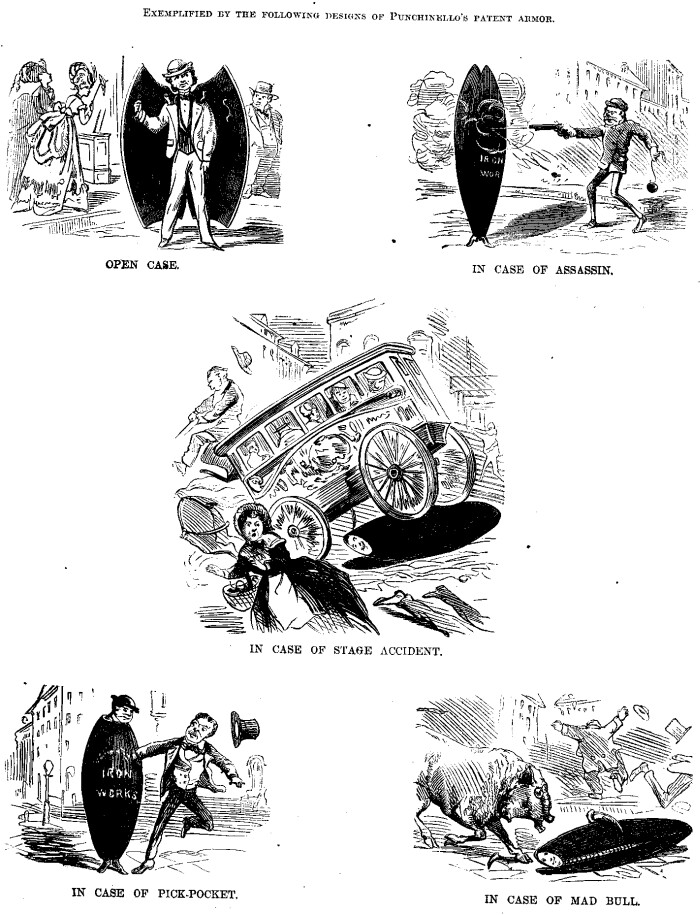 EXEMPLIFIED BY THE FOLLOWING DESIGNS OF PUNCHINELLO'S PATENT ARMOR.
OPEN CASE.
IRON
WOR
IN CASE OF ASSASSIN.
IN CASE OF STAGE ACCIDENT.
IRON
WORKS
IN CASE OF PICK-POCKET.
IN CASE OF MAD BULL.